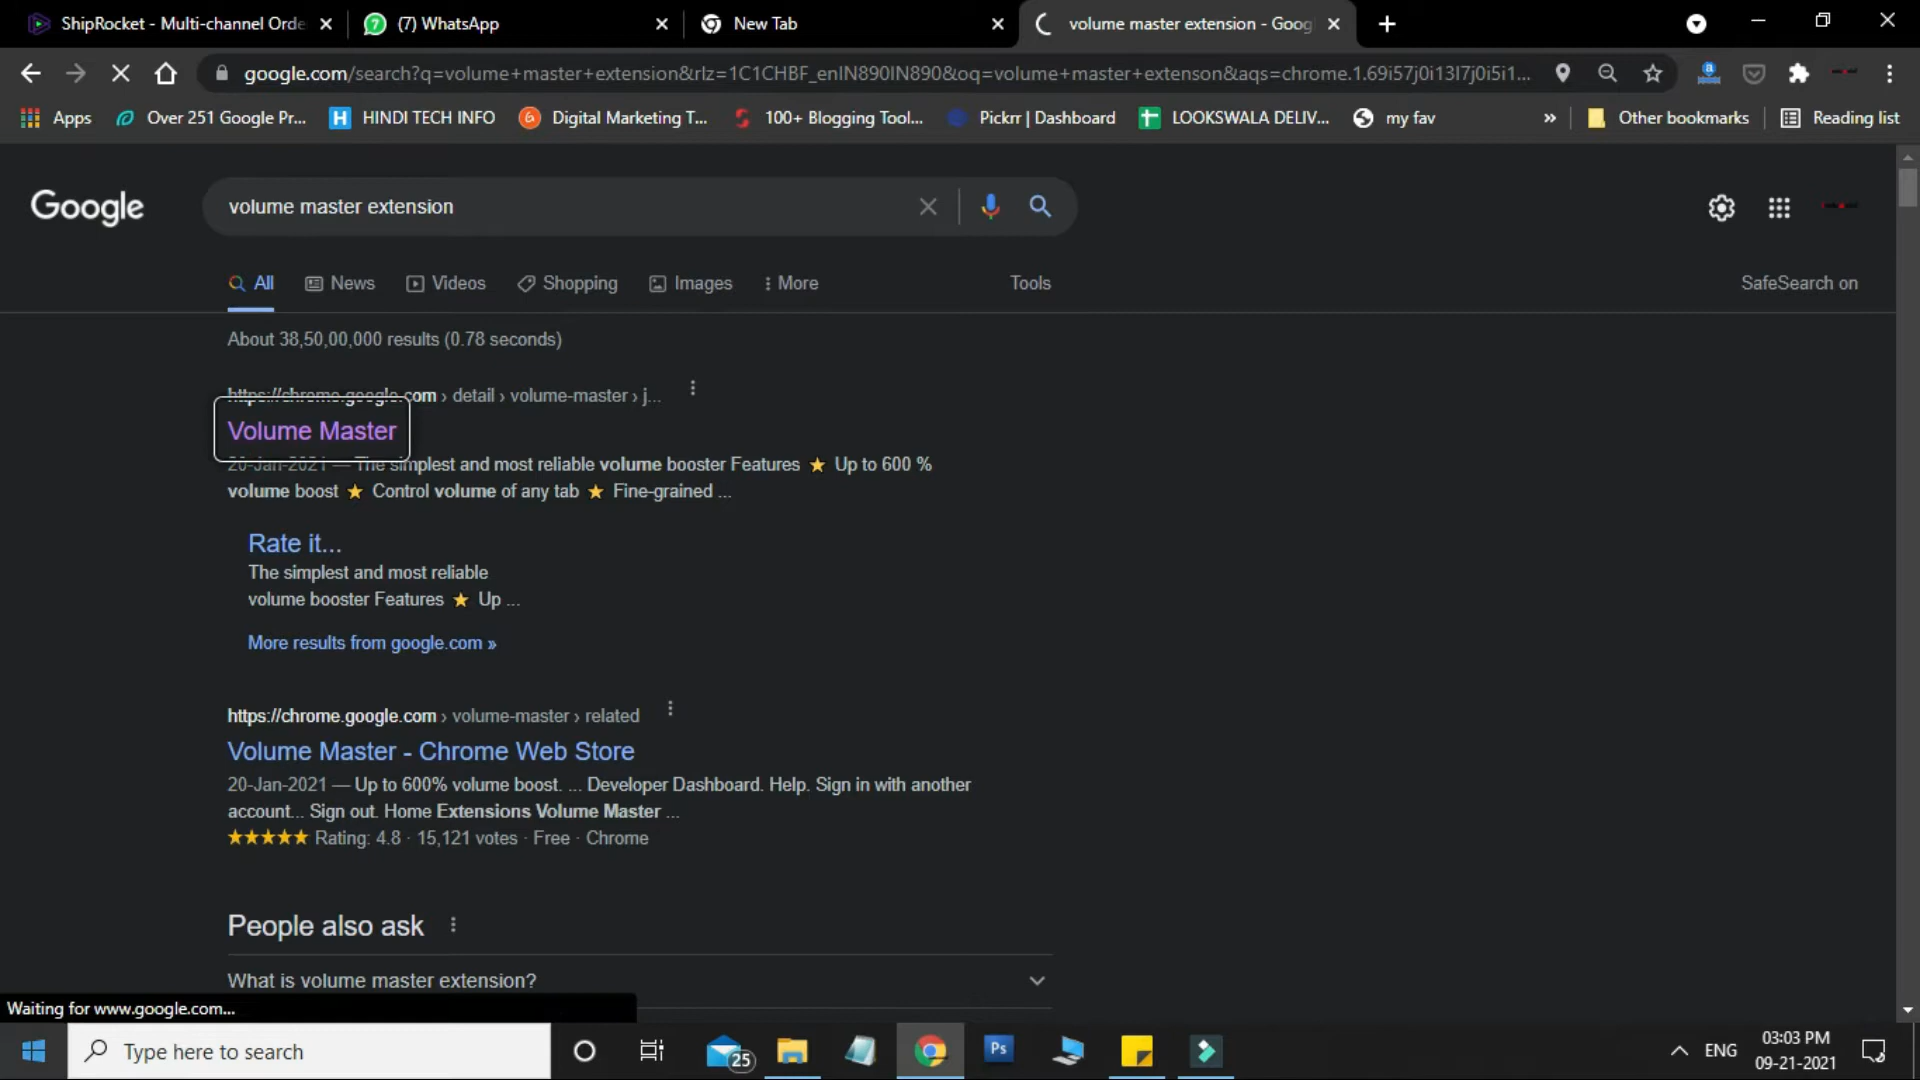 ShipRocket - Multi-channel Orde
(7) WhatsApp
New Tab
volume master extension - Goog
google.com/search?q=volume+master+extension&rlz=1C1CHBF_enIN890IN890&oq=volume+master+extenson&aqs=chrome.1.69i57j0i13l7j0i5i1...
Apps
Over 251 Google Pr...
HINDI TECH INFO
Digital Marketing T...
100+ Blogging Tool...
Pickrr | Dashboard
LOOKSWALA DELIV...
my fav
»
Other bookmarks
Reading list
Google
volume master extension
All
News
Videos
Shopping
Images
More
Tools
SafeSearch on
About 38,50,00,000 results (0.78 seconds)
https://chrome.google.com › detail › volume-master › j...
Volume Master
20-Jan-2021 — The simplest and most reliable volume booster Features ★ Up to 600 %
volume boost ★ Control volume of any tab ★ Fine-grained ...
Rate it...
The simplest and most reliable
volume booster Features ★ Up ...
More results from google.com »
https://chrome.google.com › volume-master › related
Volume Master - Chrome Web Store
20-Jan-2021 — Up to 600% volume boost. ... Developer Dashboard. Help. Sign in with another
account... Sign out. Home Extensions Volume Master ...
★★★★★ Rating: 4.8 · 15,121 votes · Free · Chrome
People also ask
What is volume master extension?
Waiting for www.google.com...
Type here to search
25
Ps
ENG
03:03 PM
09-21-2021